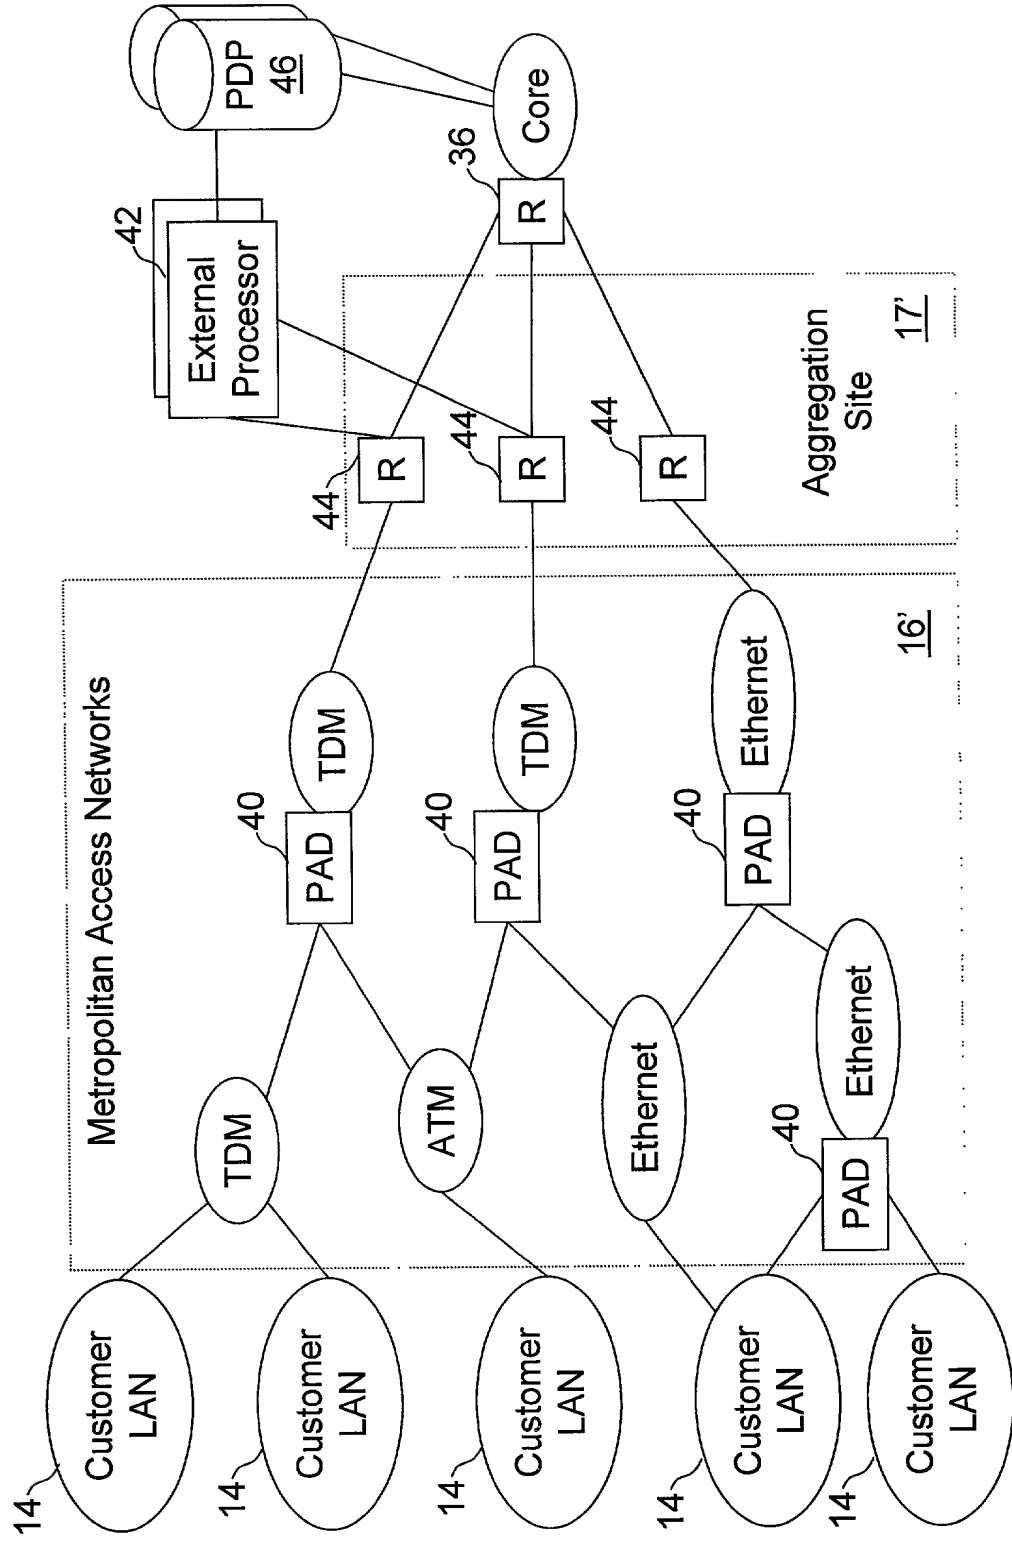 Metropolitan Access Networks
14
Customer
LAN
14
Customer
LAN
14
Customer
LAN
14
Customer
LAN
14
Customer
LAN
TDM
ATM
Ethernet
40
PAD
Ethernet
40
PAD
TDM
40
PAD
TDM
40
PAD
Ethernet
16'
44
R
44
R
44
R
Aggregation
Site
17'
42
External
Processor
PDP
46
36
R
Core